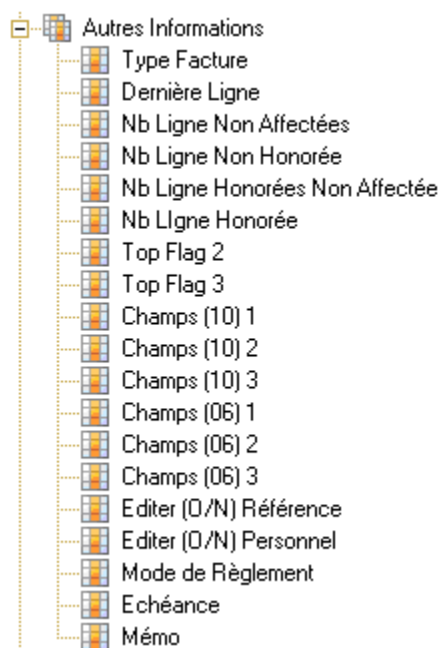 Autres Informations
Type Facture
Dernière Ligne
Nb Ligne Non Affectées
Nb Ligne Non Honorée
Nb Ligne Honorées Non Affectée
Nb LIgne Honorée
Top Flag 2
Top Flag 3
Champs (10) 1
Champs (10) 2
Champs (10) 3
Champs (06) 1
Champs (06) 2
Champs (06) 3
Editer (O/N) Référence
Editer (O/N) Personnel
Mode de Règlement
Echéance
Mémo